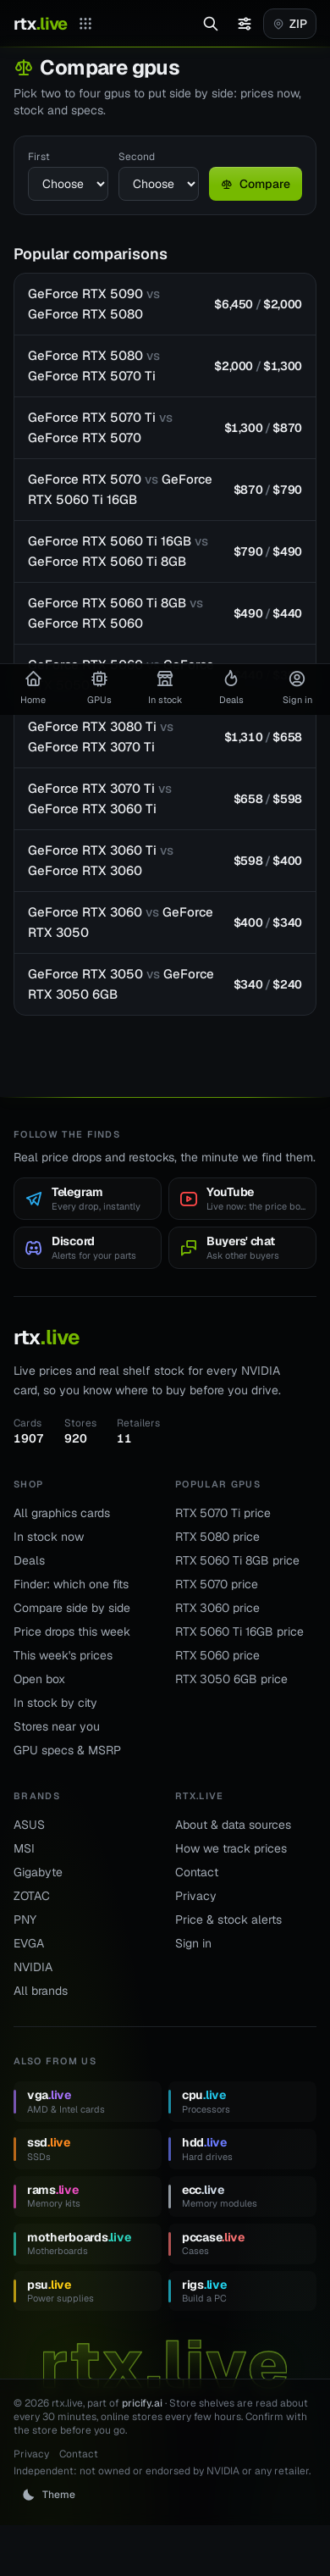 rtx.live
ZIP
Compare gpus
Pick two to four gpus to put side by side: prices now,
stock and specs.
First
Second
Choose
Choose
Compare
Popular comparisons
GeForce RTX 5090 vs
GeForce RTX 5080
$6,450 / $2,000
GeForce RTX 5080 vs
GeForce RTX 5070 Ti
$2,000 / $1,300
GeForce RTX 5070 Ti vs
GeForce RTX 5070
$1,300 / $870
GeForce RTX 5070 vs GeForce
RTX 5060 Ti 16GB
$870 / $790
GeForce RTX 5060 Ti 16GB vs
GeForce RTX 5060 Ti 8GB
$790 / $490
GeForce RTX 5060 Ti 8GB vs
GeForce RTX 5060
$490 / $440
Home
GPUs
In stock
Deals
Sign in
GeForce RTX 3080 Ti vs
GeForce RTX 3070 Ti
$1,310 / $658
GeForce RTX 3070 Ti vs
GeForce RTX 3060 Ti
$658 / $598
GeForce RTX 3060 Ti vs
GeForce RTX 3060
$598 / $400
GeForce RTX 3060 vs GeForce
RTX 3050
$400 / $340
GeForce RTX 3050 vs GeForce
RTX 3050 6GB
$340 / $240
FOLLOW THE FINDS
Real price drops and restocks, the minute we find them.
Telegram
Every drop, instantly
YouTube
Live now: the price bo...
Discord
Alerts for your parts
Buyers' chat
Ask other buyers
rtx.live
Live prices and real shelf stock for every NVIDIA
card, so you know where to buy before you drive.
Cards
Stores
Retailers
1907
920
11
SHOP
All graphics cards
In stock now
Deals
Finder: which one fits
Compare side by side
Price drops this week
This week's prices
Open box
In stock by city
Stores near you
GPU specs & MSRP
POPULAR GPUS
RTX 5070 Ti price
RTX 5080 price
RTX 5060 Ti 8GB price
RTX 5070 price
RTX 3060 price
RTX 5060 Ti 16GB price
RTX 5060 price
RTX 3050 6GB price
BRANDS
ASUS
MSI
Gigabyte
ZOTAC
PNY
EVGA
NVIDIA
All brands
RTX.LIVE
About & data sources
How we track prices
Contact
Privacy
Price & stock alerts
Sign in
ALSO FROM US
vga.live
AMD & Intel cards
cpu.live
Processors
ssd.live
SSDs
hdd.live
Hard drives
rams.live
Memory kits
ecc.live
Memory modules
motherboards.live
Motherboards
pccase.live
Cases
psu.live
Power supplies
rigs.live
Build a PC
rtx.live
© 2026 rtx.live, part of pricify.ai · Store shelves are read about
every 30 minutes, online stores every few hours. Confirm with
the store before you go.
Privacy
Contact
Independent: not owned or endorsed by NVIDIA or any retailer.
Theme